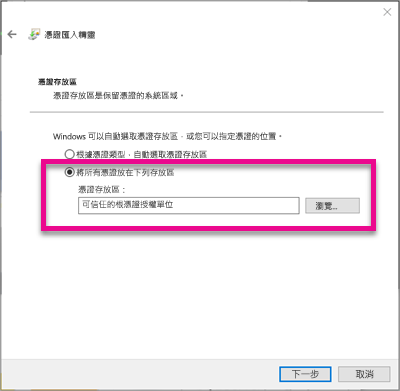 憑證匯入精靈
憑證存放區
憑證存放區是保留憑證的系統區域。
Windows 可以自動選取憑證存放區，或您可以指定憑證的位置。
根據憑證類型，自動選取憑證存放區
將所有憑證放在下列存放區
憑證存放區：
可信任的根憑證授權單位 瀏覽...
下一步 取消